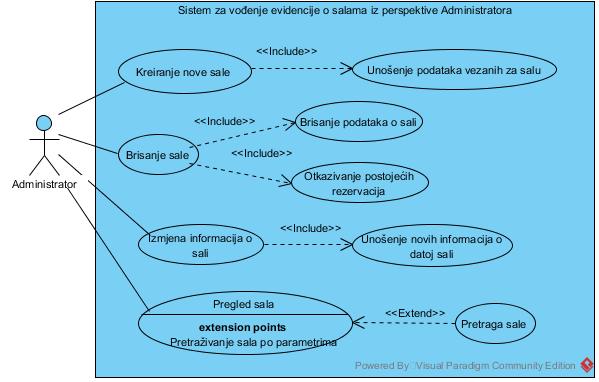 Sistem za vođenje evidencije o salama iz perspektive Administratora
<<Include>>
Kreiranje nove sale
Unošenje podataka vezanih za salu
<<Include>>
Brisanje podataka o sali
Brisanje sale
<<Include>>
Otkazivanje postojećih
rezervacija
Administrator
<<Include>>
Izmjena informacija o
sali
Unošenje novih informacija o
datoj sali
Pregled sala
extension points
Pretraživanje sala po parametrima
<<Extend>>
Pretraga sale
Powered By Visual Paradigm Community Edition